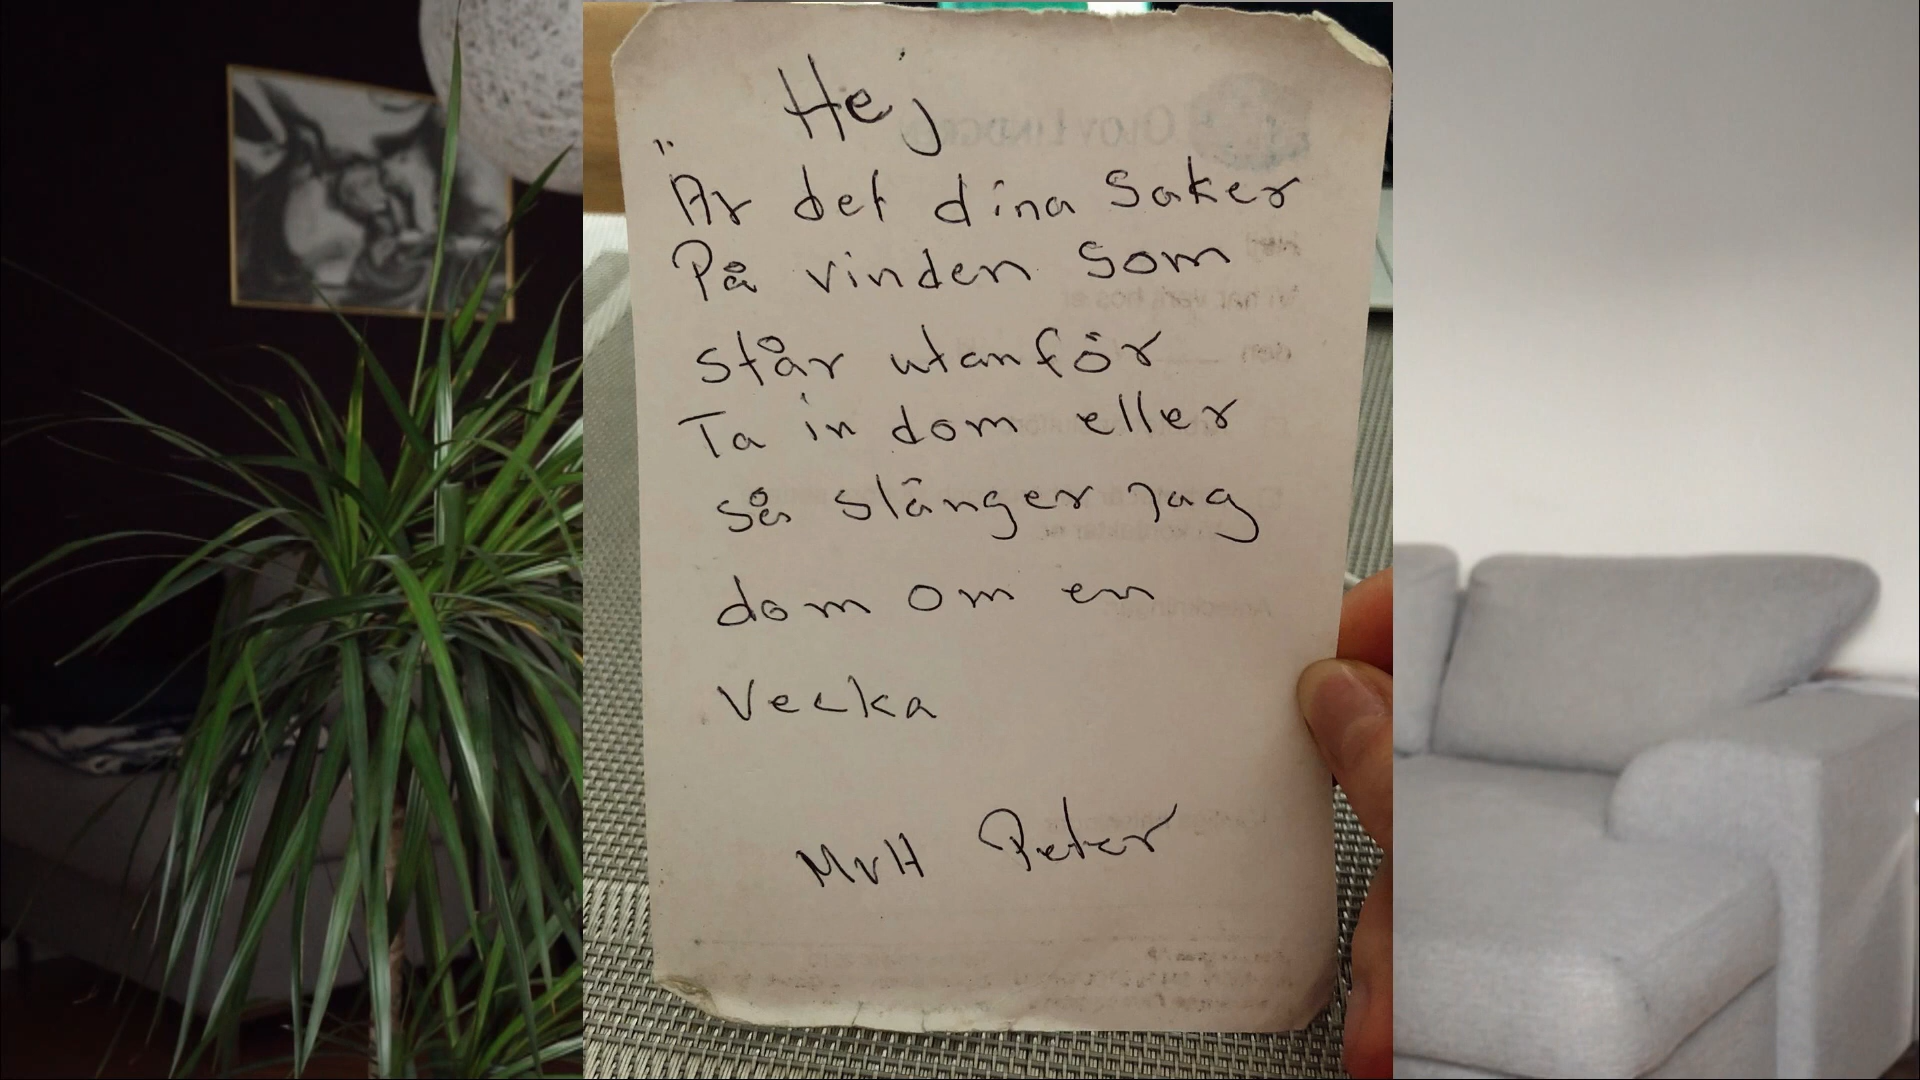 Hej
Är det dina Saker
På vinden som
står utanför
Ta in dom eller
så slänger Jag
dom om en
Vecka
MVH Peter